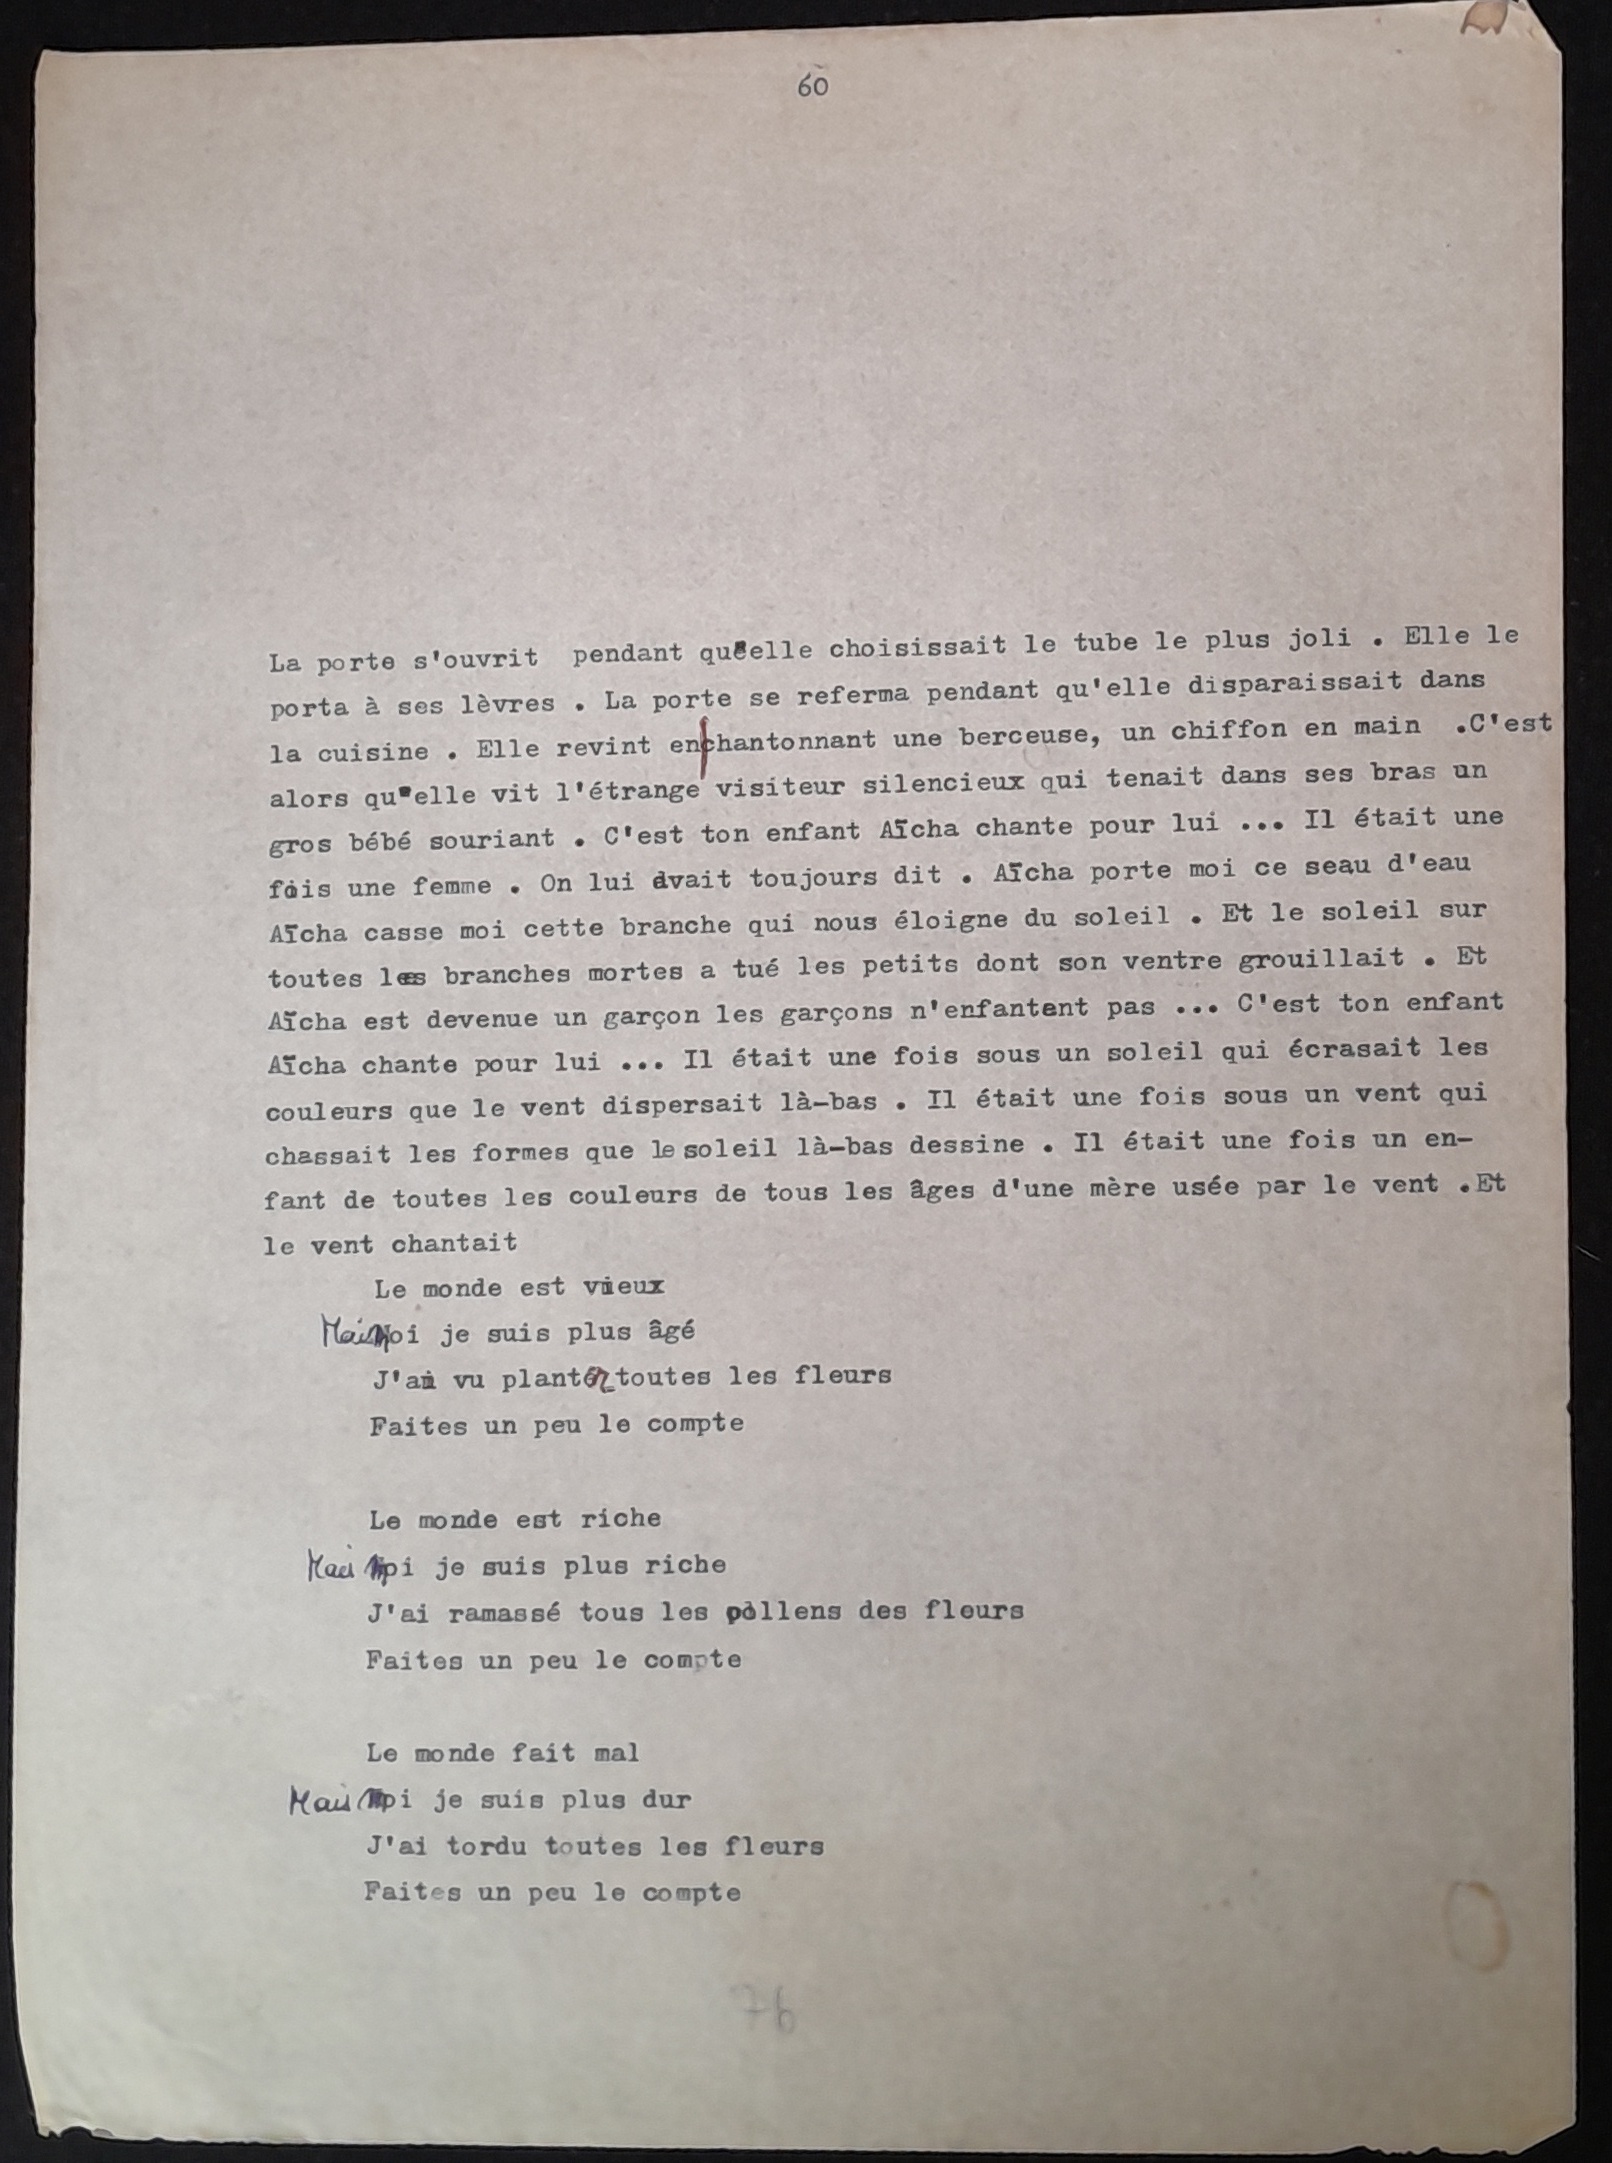 60
La porte s'ouvrit pendant qu'elle choisissait le tube le plus joli . Elle le
porta à ses lèvres . La porte se referma pendant qu'elle disparaissait dans
la cuisine . Elle revint en chantonnant une berceuse, un chiffon en main .C'est
alors qu"elle vit l'étrange visiteur silencieux qui tenait dans ses bras un
gros bébé souriant . C'est ton enfant Aïcha chante pour lui ... Il était une
fois une femme . On lui avait toujours dit . Aïcha porte moi ce seau d'eau
Aïcha casse moi cette branche qui nous éloigne du soleil . Et le soleil sur
toutes les branches mortes a tué les petits dont son ventre grouillait . Et
Aïcha est devenue un garçon les garçons n'enfantent pas ... C'est ton enfant
Aïcha chante pour lui ... Il était une fois sous un soleil qui écrasait les
couleurs que le vent dispersait là-bas . Il était une fois sous un vent qui
chassait les formes que le soleil là-bas dessine . Il était une fois un en-
fant de toutes les couleurs de tous les âges d'une mère usée par le vent .Et
le vent chantait
Le monde est vieux
Mais moi je suis plus âgé
J'ai vu planter toutes les fleurs
Faites un peu le compte
Le monde est riche
Mais moi je suis plus riche
J'ai ramassé tous les pollens des fleurs
Faites un peu le compte
Le monde fait mal
Mais moi je suis plus dur
J'ai tordu toutes les fleurs
Faites un peu le compte
76